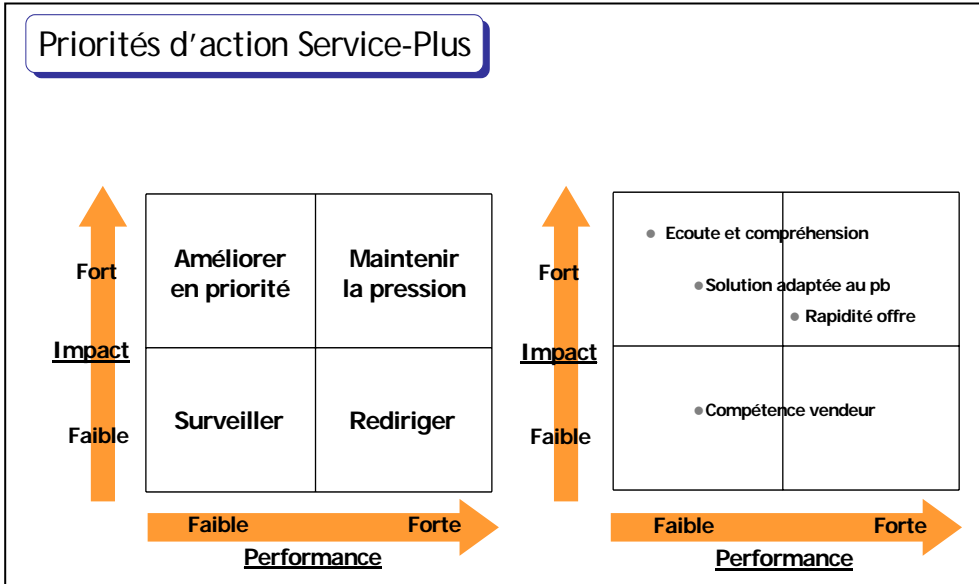 Priorités d'action Service-Plus
Fort
Impact
Faible
Améliorer
en priorité
Maintenir
la pression
Surveiller
Rediriger
Faible
Forte
Performance
Fort
Impact
Faible
Ecoute et compréhension
Solution adaptée au pb
Rapidité offre
Compétence vendeur
Faible
Forte
Performance